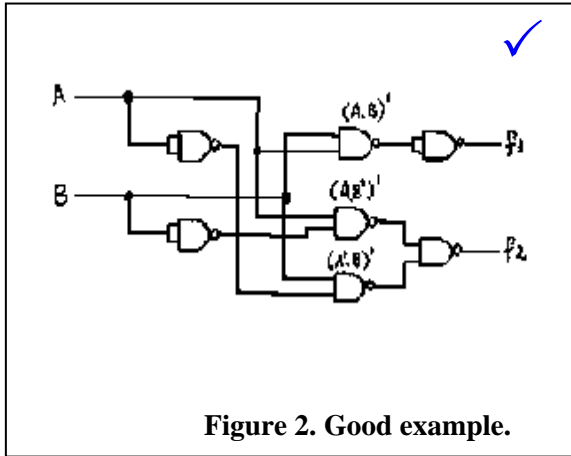 A
(A.B)'
f1
B
(A.B')'
(A'.B)'
f2
Figure 2. Good example.